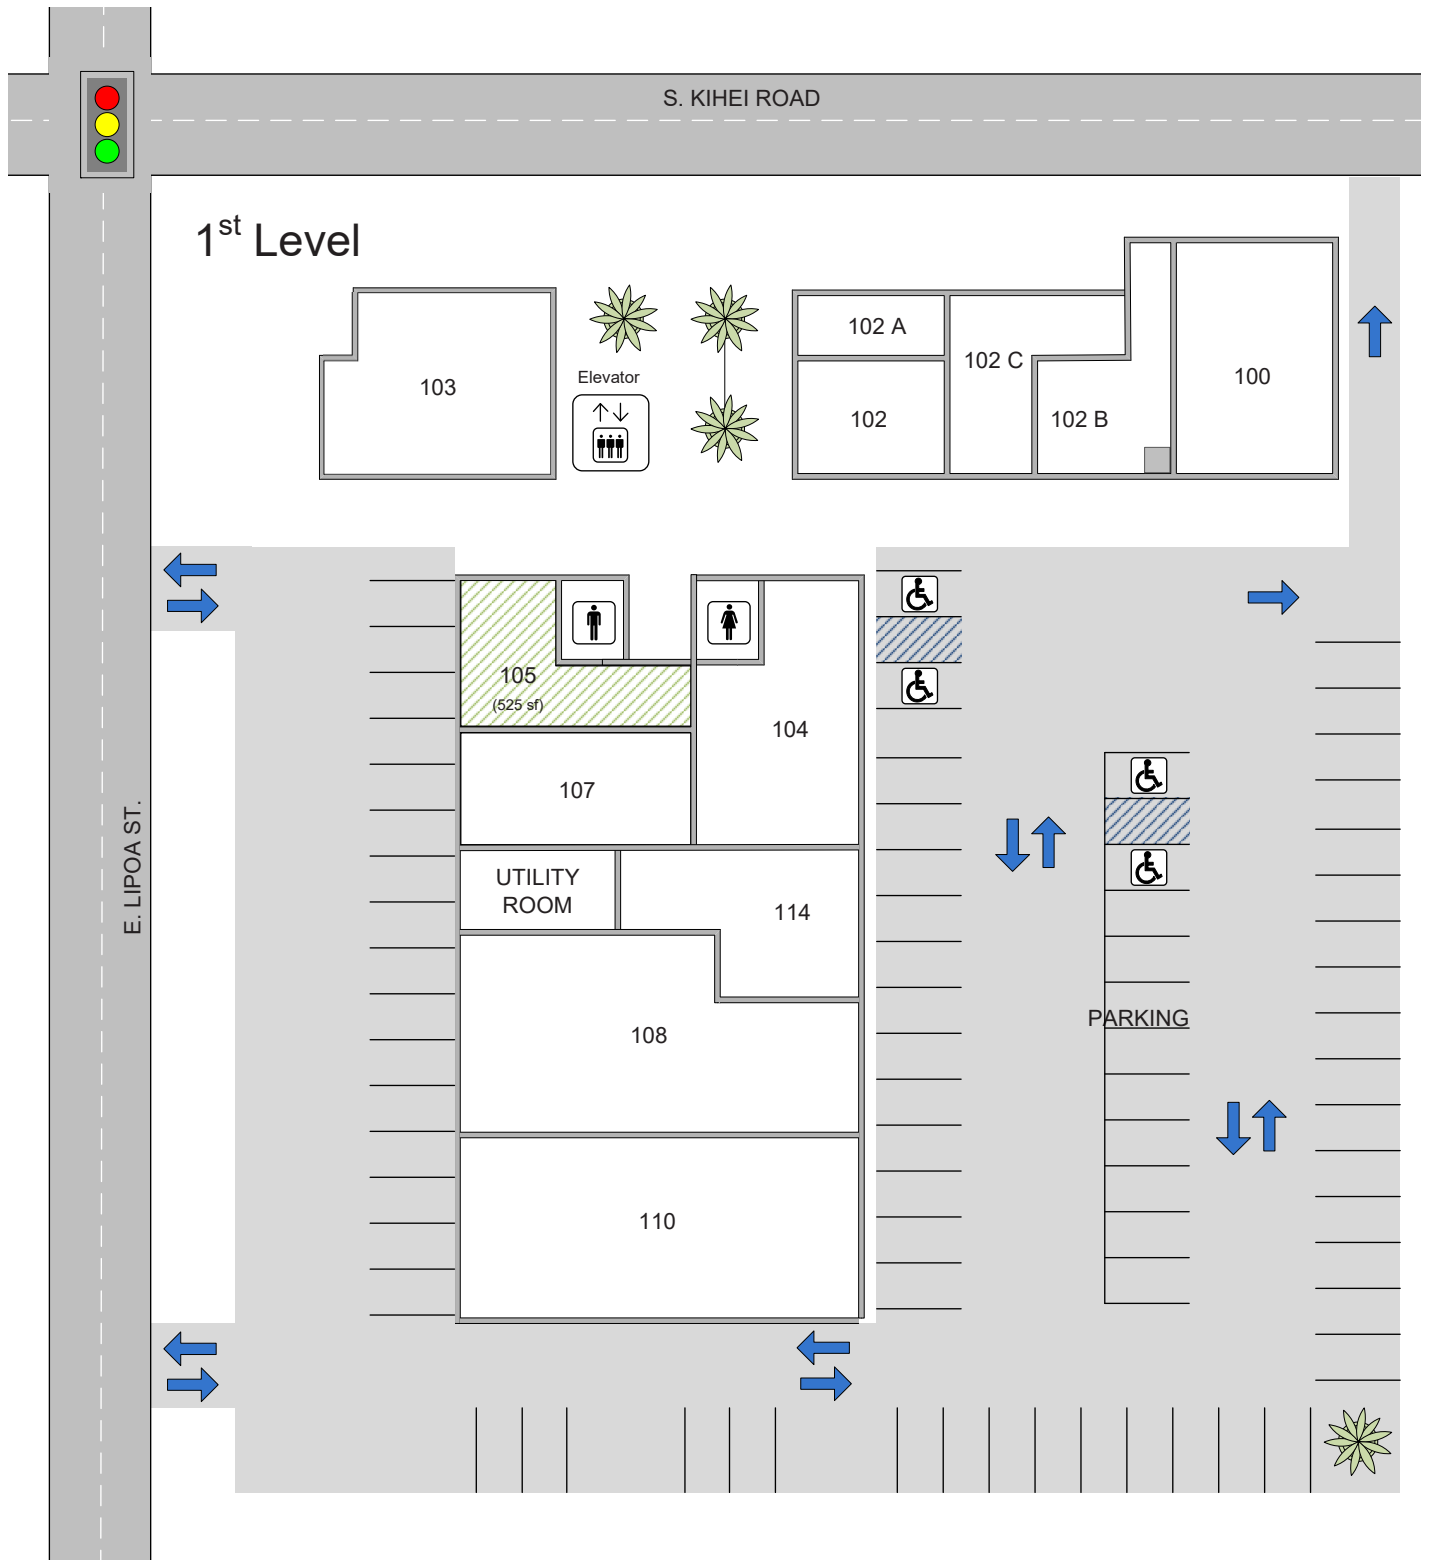 S. KIHEI ROAD
1st Level
102 A
102 C
100
Elevator
103
102
102 B
105
(525 sf)
104
107
E. LIPOA ST.
UTILITY
ROOM
114
PARKING
108
110